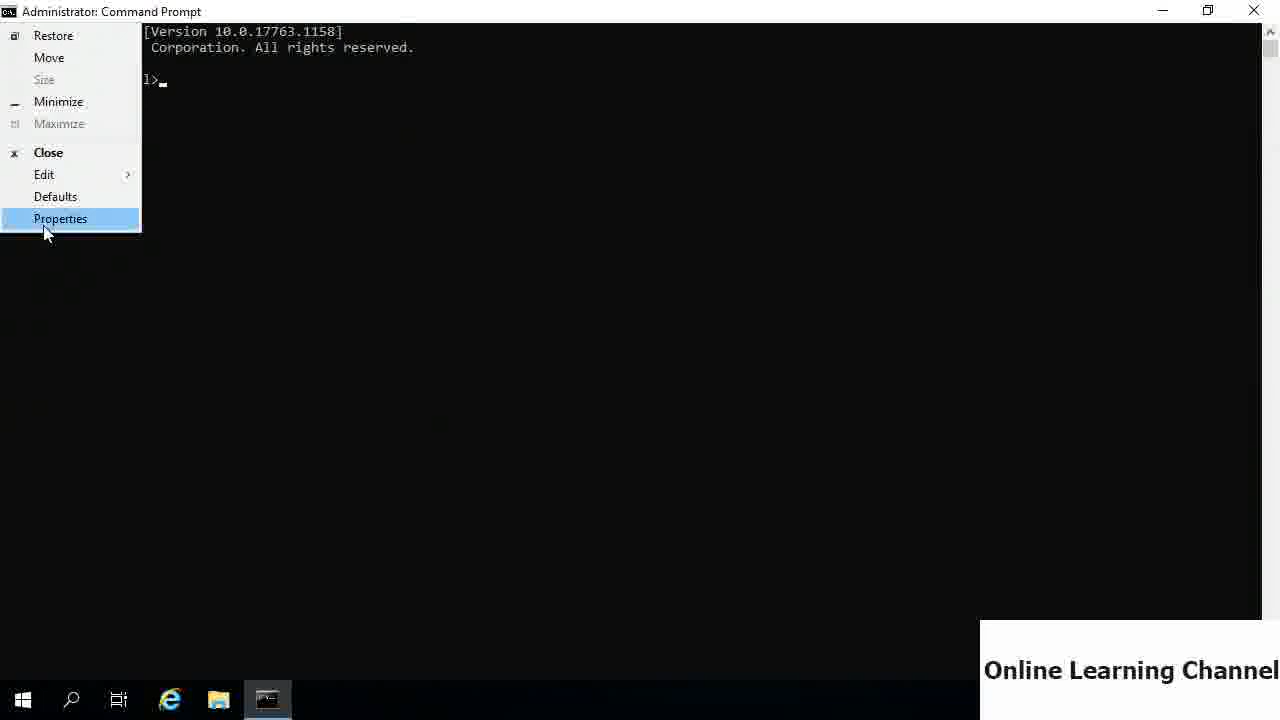 Administrator: Command Prompt
[Version 10.0.17763.1158]
Corporation. All rights reserved.
l>
Restore
Move
Size
Minimize
Maximize
Close
Edit
Defaults
Properties
Online Learning Channel